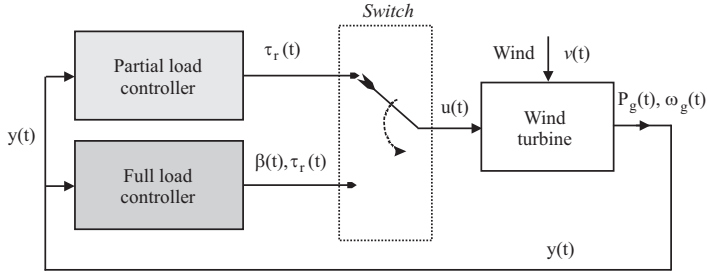 Switch
Partial load
controller
τr(t)
Wind
v(t)
Pg(t), ωg(t)
u(t)
Wind
turbine
y(t)
Full load
controller
β(t),τr(t)
y(t)